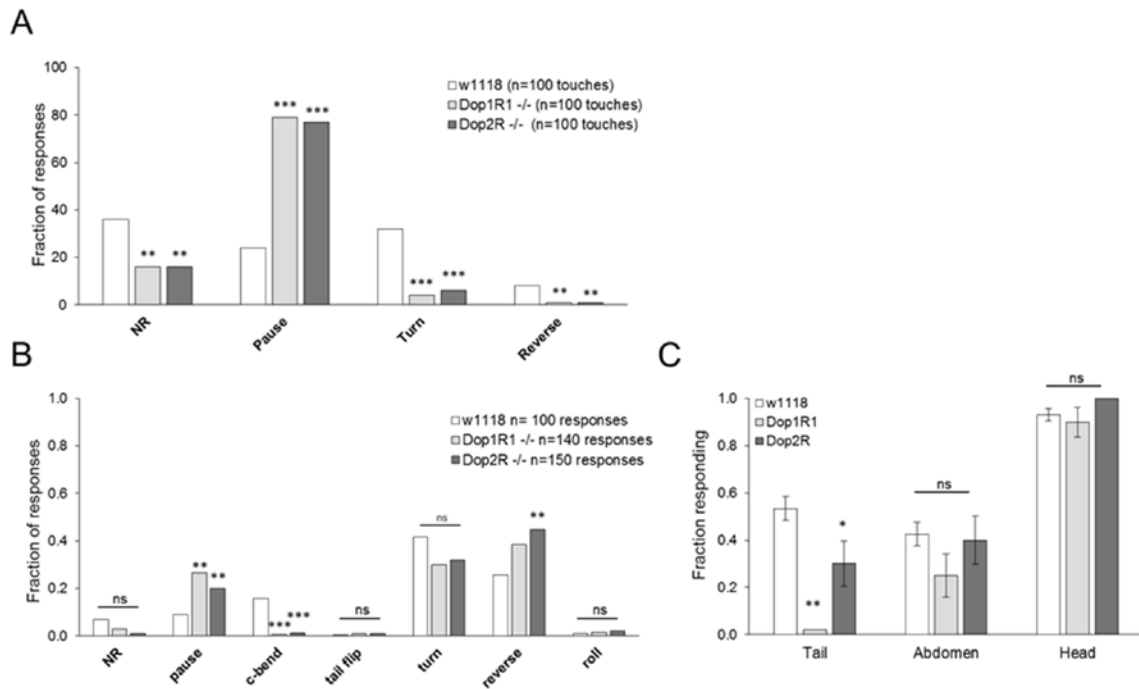 A
Fraction of responses
100
80
60
40
20
0
w1118 (n=100 touches)
Dop1R1 -/- (n=100 touches)
Dop2R -/- (n=100 touches)
** **
*** ***
*** ***
** **
NR Pause Turn Reverse
B
Fraction of responses
1.0
0.8
0.6
0.4
0.2
0.0
w1118 n= 100 responses
Dop1R1 -/- n=140 responses
Dop2R -/- n=150 responses
ns
** **
*** ***
ns
ns
**
ns
NR pause c-bend tail flip turn reverse roll
C
Fraction responding
1.0
0.8
0.6
0.4
0.2
0.0
w1118
Dop1R1
Dop2R
** *
ns
ns
Tail Abdomen Head